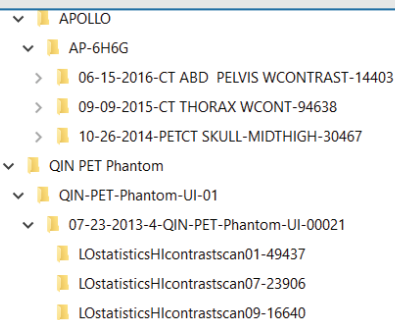 APOLLO
AP-6H6G
06-15-2016-CT ABD  PELVIS WCONTRAST-14403
09-09-2015-CT THORAX WCONT-94638
10-26-2014-PETCT SKULL-MIDTHIGH-30467
QIN PET Phantom
QIN-PET-Phantom-UI-01
07-23-2013-4-QIN-PET-Phantom-UI-00021
LOstatisticsHIcontrastscan01-49437
LOstatisticsHIcontrastscan07-23906
LOstatisticsHIcontrastscan09-16640